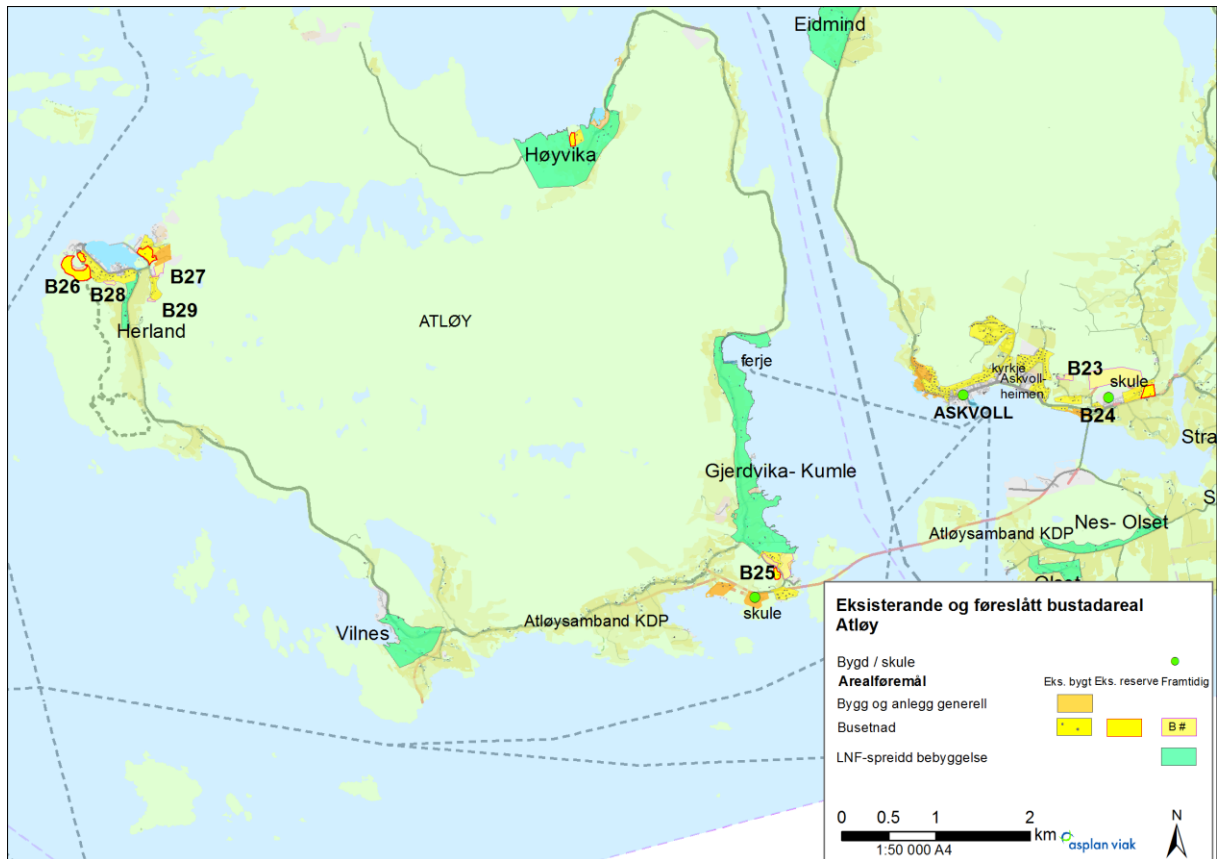 Eidmind
Høyvika
B26
B27
B28
B29
Herland
ATLØY
ferje
kyrkje
Askvoll-
heimen
B23
skule
ASKVOLL
B24
Stra
Gjerdvika- Kumle
S
Nes- Olset
Atløysamband KDP
B25
skule
Olset
Vilnes
Atløysamband KDP
Eksisterande og føreslått bustadareal
Atløy
Bygd / skule
Arealføremål
Eks. bygt Eks. reserve Framtidig
Bygg og anlegg generell
Busetnad
B #
LNF-spreidd bebyggelse
0 0.5 1 2
km
1:50 000 A4
asplan viak
N